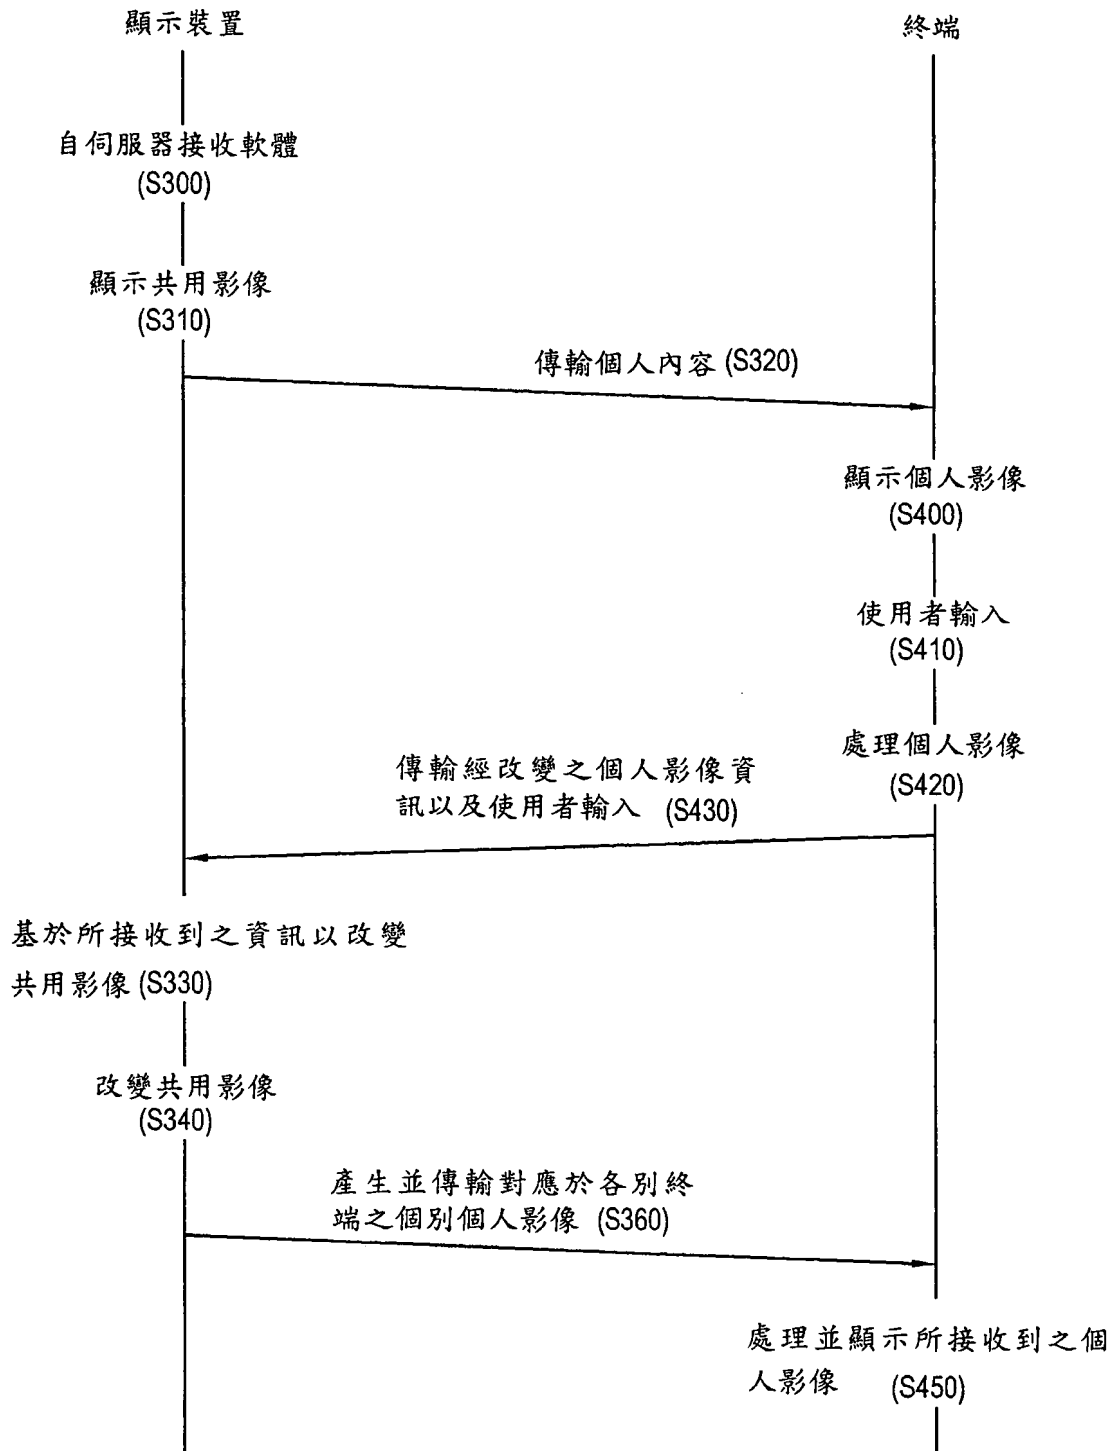 顯示裝置
終端
自伺服器接收軟體
(S300)
顯示共用影像
(S310)
傳輸個人內容 (S320)
顯示個人影像
(S400)
使用者輸入
(S410)
處理個人影像
(S420)
傳輸經改變之個人影像資
訊以及使用者輸入 (S430)
基於所接收到之資訊以改變
共用影像 (S330)
改變共用影像
(S340)
產生並傳輸對應於各別終
端之個別個人影像 (S360)
處理並顯示所接收到之個
人影像 (S450)